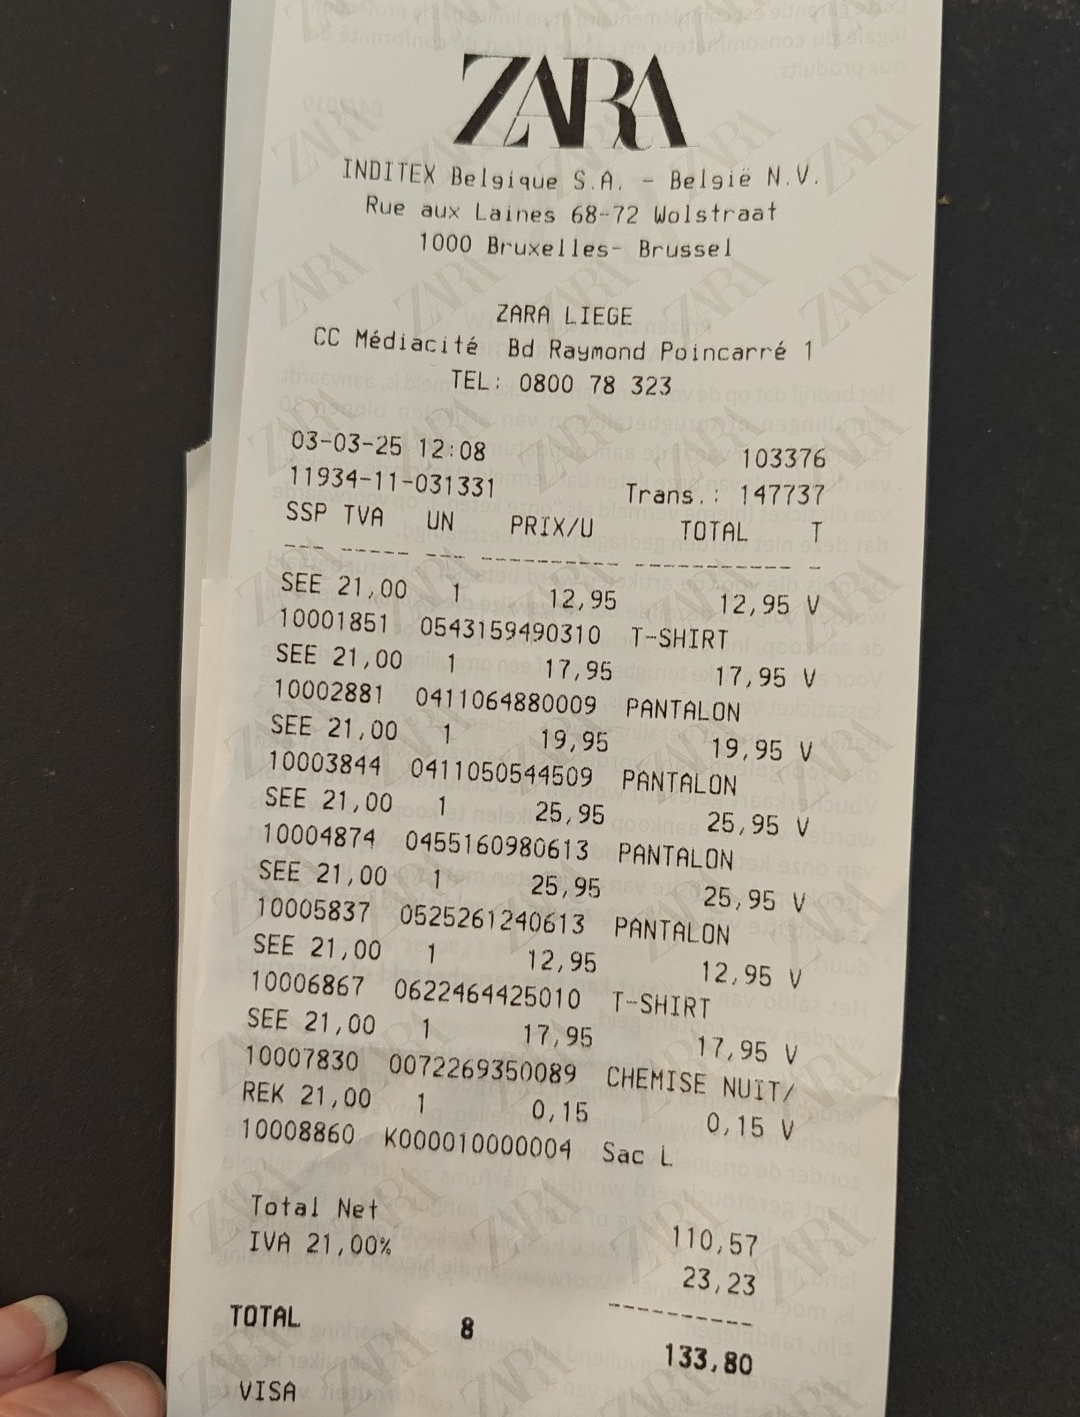 ZARA
INDITEX Belgique S.A. - België N.V.
Rue aux Laines 68-72 Wolstraat
1000 Bruxelles- Brussel
ZARA LIEGE
CC Médiacité Bd Raymond Poincarré 1
TEL: 0800 78 323
03-03-25 12:08 103376
11934-11-031331 Trans.: 147737
SSP TVA UN PRIX/U TOTAL T
SEE 21,00 1 12,95 12,95 V
10001851 0543159490310 T-SHIRT
SEE 21,00 1 17,95 17,95 V
10002881 0411064880009 PANTALON
SEE 21,00 1 19,95 19,95 V
10003844 0411050544509 PANTALON
SEE 21,00 1 25,95 25,95 V
10004874 0455160980613 PANTALON
SEE 21,00 1 25,95 25,95 V
10005837 0525261240613 PANTALON
SEE 21,00 1 12,95 12,95 V
10006867 0622464425010 T-SHIRT
SEE 21,00 1 17,95 17,95 V
10007830 0072269350089 CHEMISE NUIT/
REK 21,00 1 0,15 0,15 V
10008860 K000010000004 Sac L
Total Net 110,57
IVA 21,00% 23,23
TOTAL 8 133,80
VISA